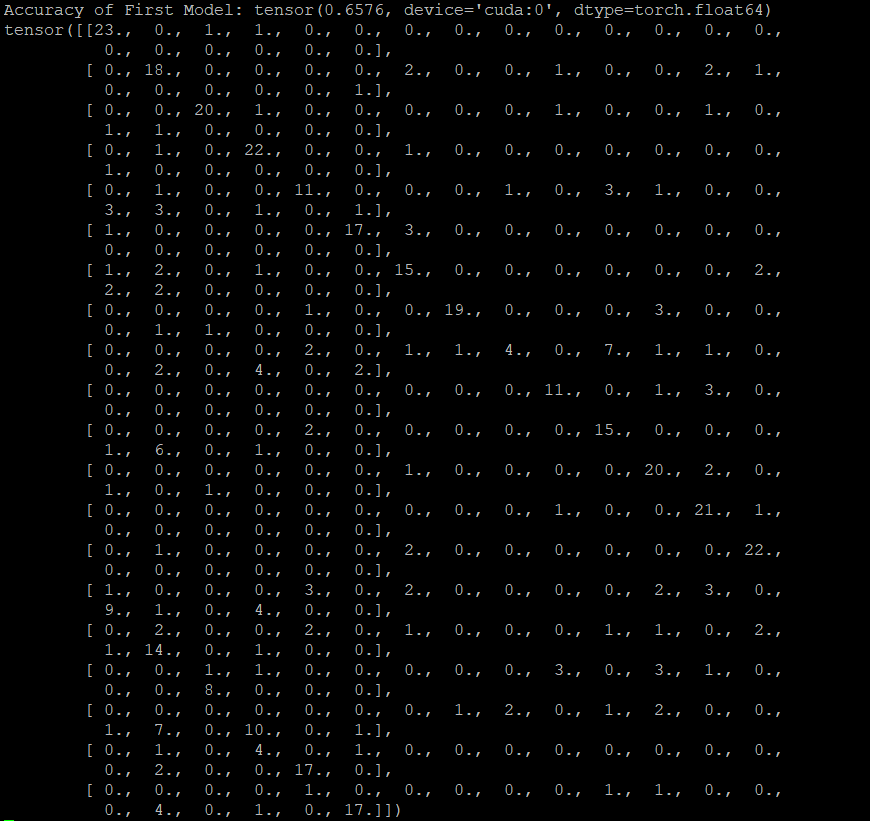 Accuracy of First Model: tensor(0.6576, device='cuda:0', dtype=torch.float64)
tensor([[23.,  0.,  1.,  1.,  0.,  0.,  0.,  0.,  0.,  0.,  0.,  0.,  0.,  0.,
          0.,  0.,  0.,  0.,  0.,  0.],
        [ 0., 18.,  0.,  0.,  0.,  0.,  2.,  0.,  0.,  1.,  0.,  0.,  2.,  1.,
          0.,  0.,  0.,  0.,  0.,  1.],
        [ 0.,  0., 20.,  1.,  0.,  0.,  0.,  0.,  0.,  1.,  0.,  0.,  1.,  0.,
          1.,  1.,  0.,  0.,  0.,  0.],
        [ 0.,  1.,  0., 22.,  0.,  0.,  1.,  0.,  0.,  0.,  0.,  0.,  0.,  0.,
          1.,  0.,  0.,  0.,  0.,  0.],
        [ 0.,  1.,  0.,  0., 11.,  0.,  0.,  0.,  1.,  0.,  3.,  1.,  0.,  0.,
          3.,  3.,  0.,  1.,  0.,  1.],
        [ 1.,  0.,  0.,  0.,  0., 17.,  3.,  0.,  0.,  0.,  0.,  0.,  0.,  0.,
          0.,  0.,  0.,  0.,  0.,  0.],
        [ 1.,  2.,  0.,  1.,  0.,  0., 15.,  0.,  0.,  0.,  0.,  0.,  0.,  2.,
          2.,  2.,  0.,  0.,  0.,  0.],
        [ 0.,  0.,  0.,  0.,  1.,  0.,  0., 19.,  0.,  0.,  0.,  3.,  0.,  0.,
          0.,  1.,  1.,  0.,  0.,  0.],
        [ 0.,  0.,  0.,  0.,  2.,  0.,  1.,  1.,  4.,  0.,  7.,  1.,  1.,  0.,
          0.,  2.,  0.,  4.,  0.,  2.],
        [ 0.,  0.,  0.,  0.,  0.,  0.,  0.,  0.,  0., 11.,  0.,  1.,  3.,  0.,
          0.,  0.,  0.,  0.,  0.,  0.],
        [ 0.,  0.,  0.,  0.,  2.,  0.,  0.,  0.,  0.,  0., 15.,  0.,  0.,  0.,
          1.,  6.,  0.,  1.,  0.,  0.],
        [ 0.,  0.,  0.,  0.,  0.,  0.,  1.,  0.,  0.,  0.,  0., 20.,  2.,  0.,
          1.,  0.,  1.,  0.,  0.,  0.],
        [ 0.,  0.,  0.,  0.,  0.,  0.,  0.,  0.,  0.,  1.,  0.,  0., 21.,  1.,
          0.,  0.,  0.,  0.,  0.,  0.],
        [ 0.,  1.,  0.,  0.,  0.,  0.,  2.,  0.,  0.,  0.,  0.,  0.,  0., 22.,
          0.,  0.,  0.,  0.,  0.,  0.],
        [ 1.,  0.,  0.,  0.,  3.,  0.,  2.,  0.,  0.,  0.,  0.,  2.,  3.,  0.,
          9.,  1.,  0.,  4.,  0.,  0.],
        [ 0.,  2.,  0.,  0.,  2.,  0.,  1.,  0.,  0.,  0.,  1.,  1.,  0.,  2.,
          1., 14.,  0.,  1.,  0.,  0.],
        [ 0.,  0.,  1.,  1.,  0.,  0.,  0.,  0.,  0.,  3.,  0.,  3.,  1.,  0.,
          0.,  0.,  8.,  0.,  0.,  0.],
        [ 0.,  0.,  0.,  0.,  0.,  0.,  0.,  1.,  2.,  0.,  1.,  2.,  0.,  0.,
          1.,  7.,  0., 10.,  0.,  1.],
        [ 0.,  1.,  0.,  4.,  0.,  1.,  0.,  0.,  0.,  0.,  0.,  0.,  0.,  0.,
          0.,  2.,  0.,  0., 17.,  0.],
        [ 0.,  0.,  0.,  0.,  1.,  0.,  0.,  0.,  0.,  0.,  1.,  1.,  0.,  0.,
          0.,  4.,  0.,  1.,  0., 17.]])